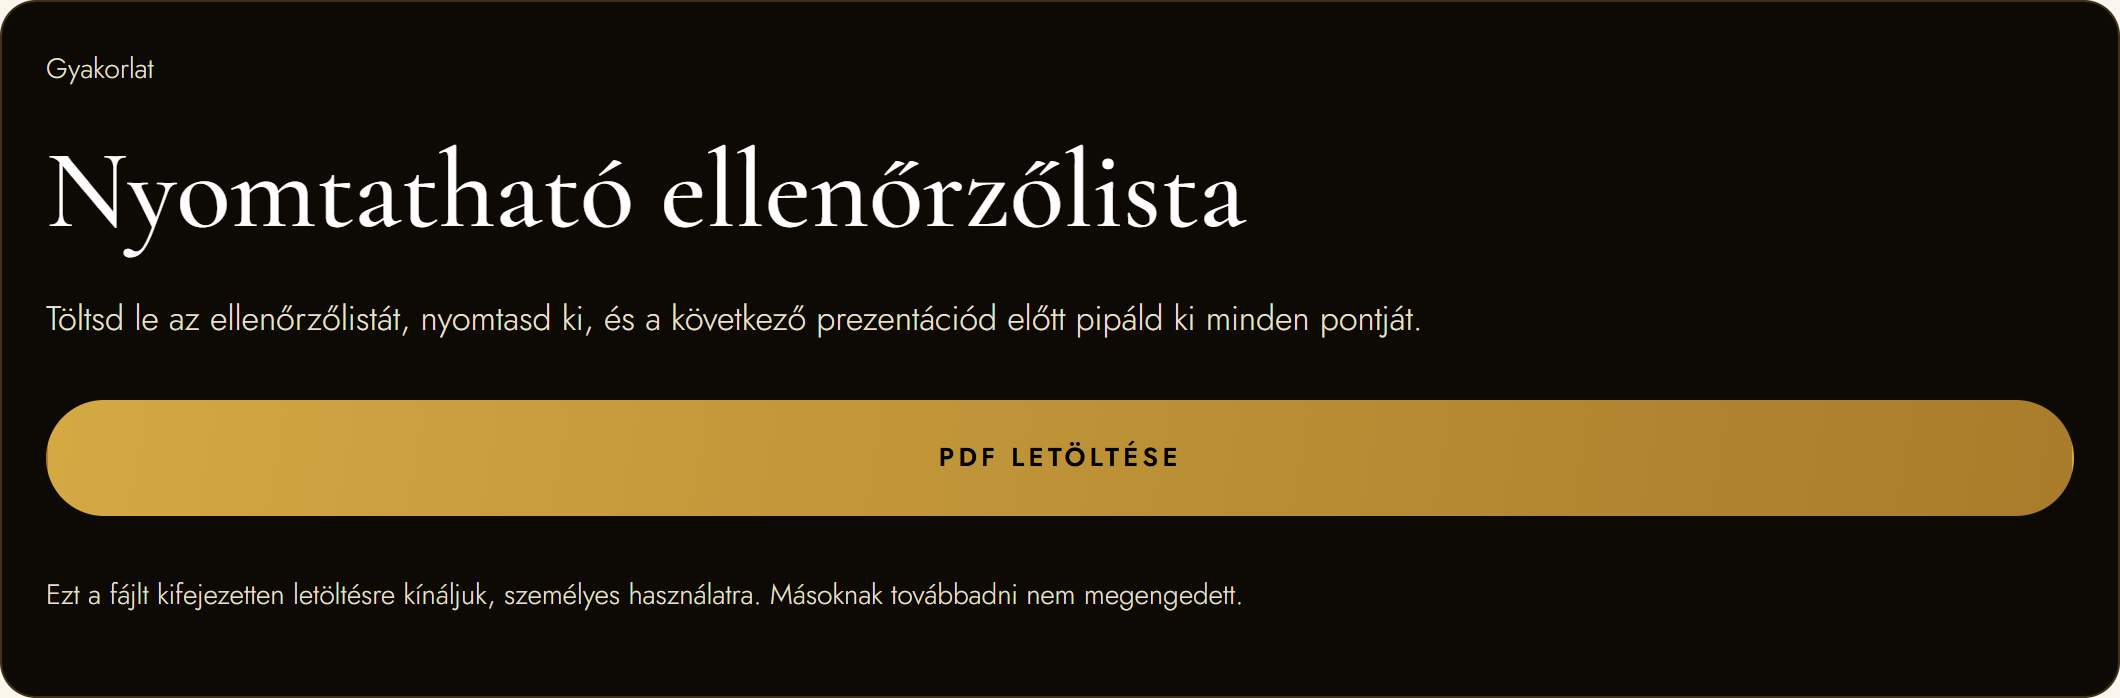 Gyakorlat
Nyomtatható ellenőrzőlista
Töltsd le az ellenőrzőlistát, nyomtasd ki, és a következő prezentációd előtt pipáld ki minden pontját.
PDF LETÖLTÉSE
Ezt a fájlt kifejezetten letöltésre kínáljuk, személyes használatra. Másoknak továbbadni nem megengedett.